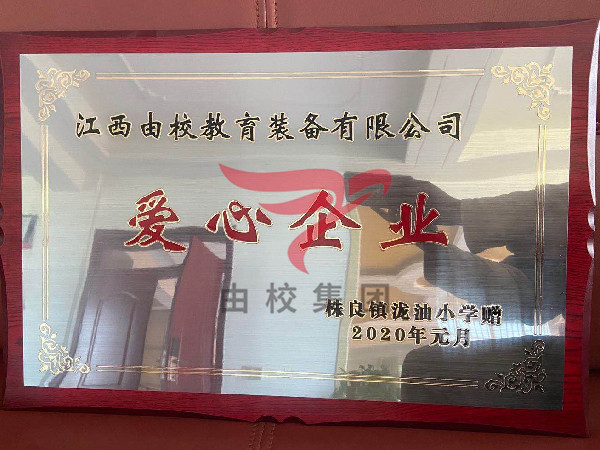 江西由校教育装备有限公司
爱心企业
由校集团
株良镇泷油小学赠
2020年元月